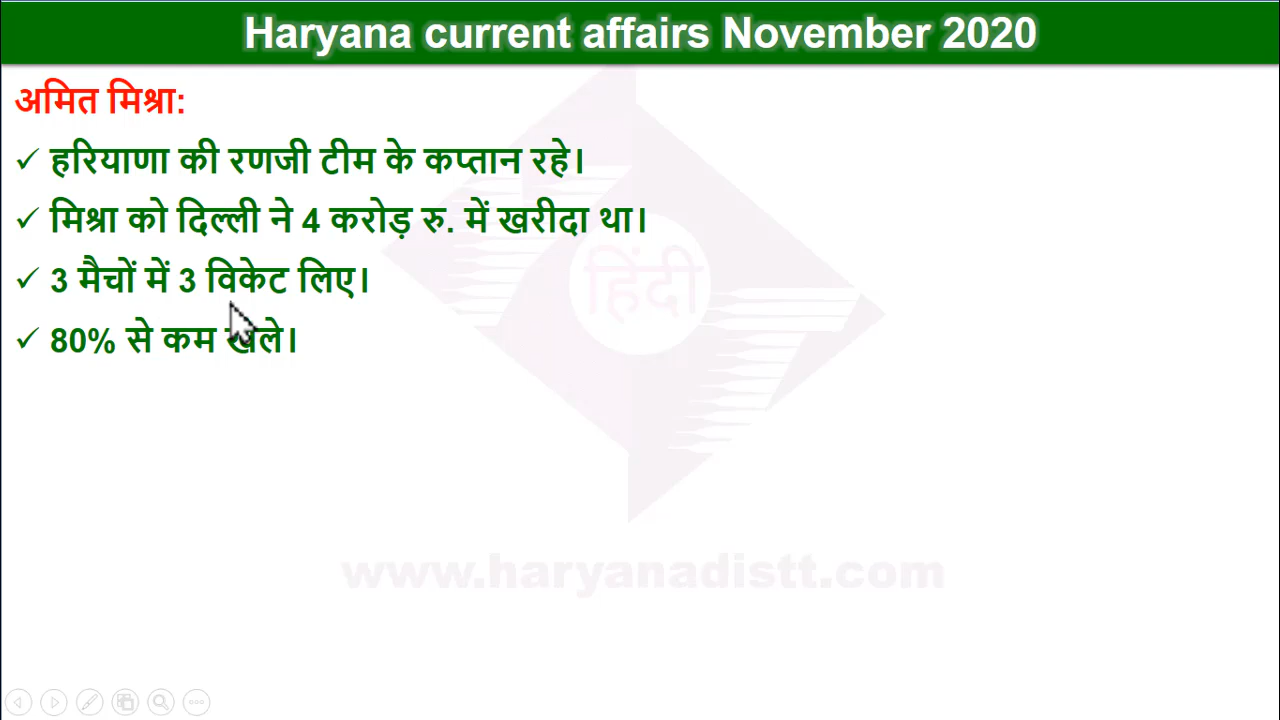 Haryana current affairs November 2020
अमित मिश्रा:
✓ हरियाणा की रणजी टीम के कप्तान रहे।
✓ मिश्रा को दिल्ली ने 4 करोड़ रु. में खरीदा था।
✓ 3 मैचों में 3 विकेट लिए।
✓ 80% से कम खेले।
हिंदी
www.haryanadistt.com